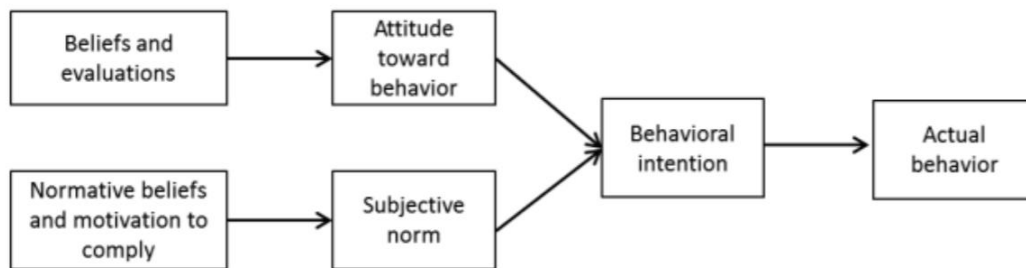 Beliefs and
evaluations
Attitude
toward
behavior
Normative beliefs
and motivation to
comply
Subjective
norm
Behavioral
intention
Actual
behavior